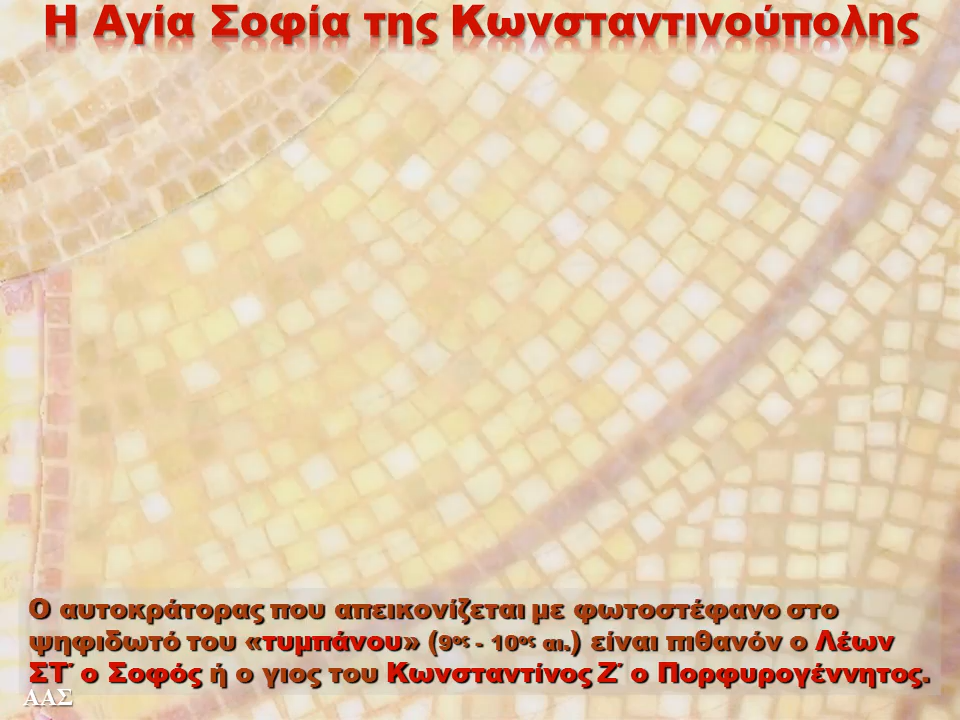 Η Αγία Σοφία της Κωνσταντινούπολης
Ο αυτοκράτορας που απεικονίζεται με φωτοστέφανο στο
ψηφιδωτό του «τυμπάνου» (9ος - 10ος αι.) είναι πιθανόν ο Λέων
ΣΤ΄ ο Σοφός ή ο γιος του Κωνσταντίνος Ζ΄ ο Πορφυρογέννητος.
ΑΑΣ